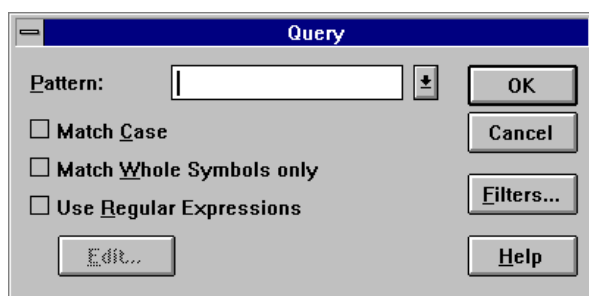 Query
Pattern:
OK
Match Case
Cancel
Match Whole Symbols only
Filters...
Use Regular Expressions
Edit...
Help